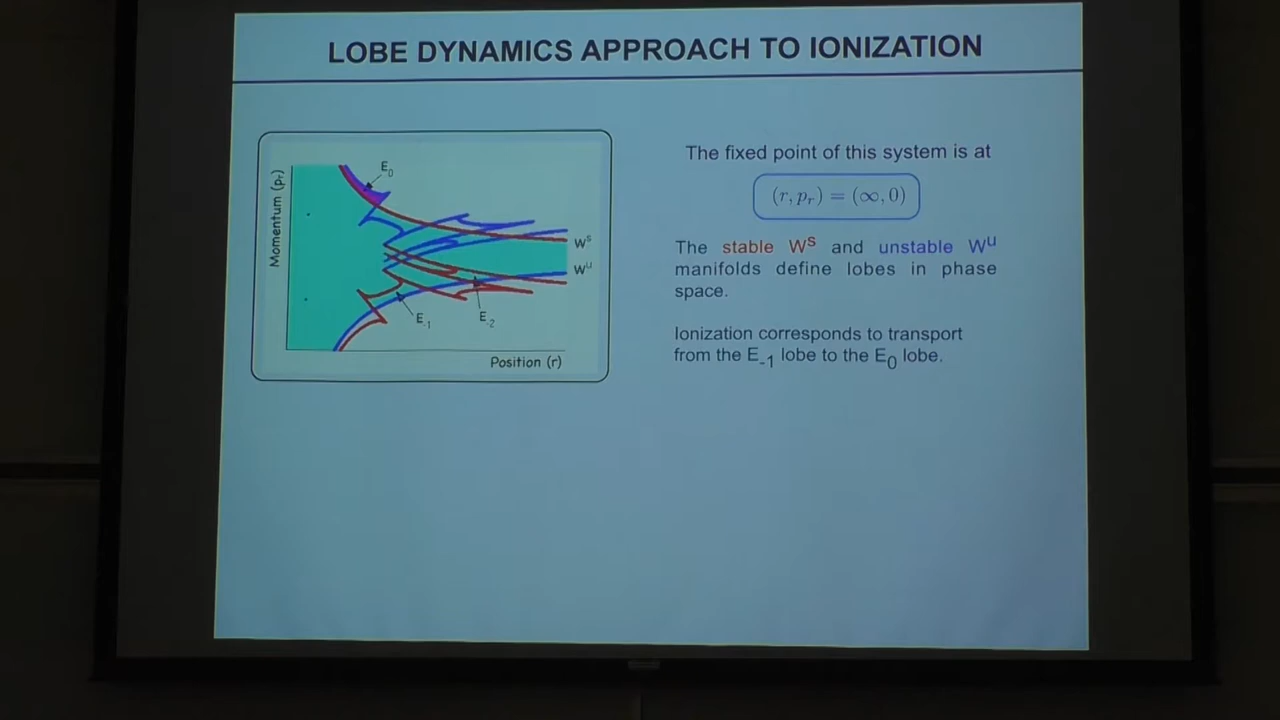 LOBE DYNAMICS APPROACH TO IONIZATION
Momentum (pᵣ)
E₀
Wˢ
Wᵘ
E₋₁
E₋₂
Position (r)
The fixed point of this system is at
(r, pᵣ) = (∞, 0)
The stable Wˢ and unstable Wᵘ
manifolds define lobes in phase
space.
Ionization corresponds to transport
from the E₋₁ lobe to the E₀ lobe.